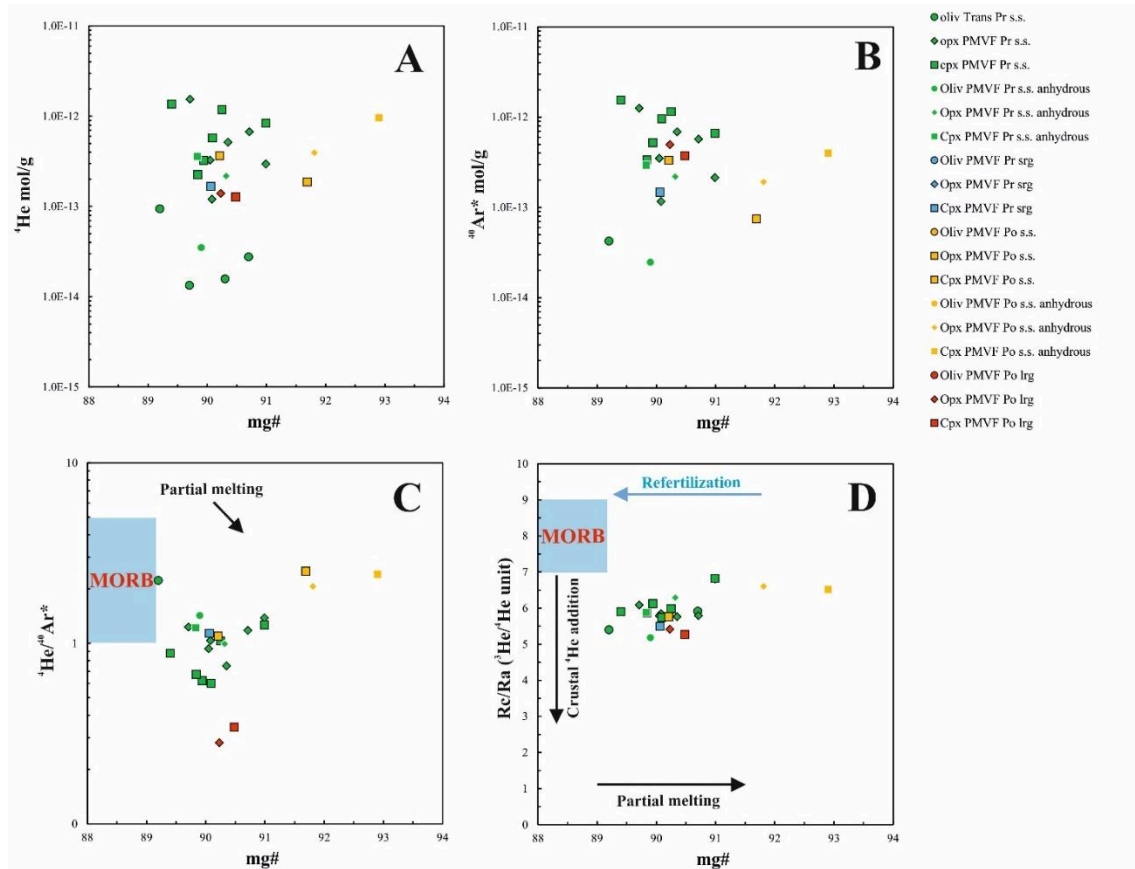 A
1.0E-11
1.0E-12
1.0E-13
1.0E-14
1.0E-15
⁴He mol/g
88 89 90 91 92 93 94
mg#
B
1.0E-11
1.0E-12
1.0E-13
1.0E-14
1.0E-15
⁴⁰Ar* mol/g
88 89 90 91 92 93 94
mg#
oliv Trans Pr s.s.
opx PMVF Pr s.s.
cpx PMVF Pr s.s.
Oliv PMVF Pr s.s. anhydrous
Opx PMVF Pr s.s. anhydrous
Cpx PMVF Pr s.s. anhydrous
Oliv PMVF Pr srg
Opx PMVF Pr srg
Cpx PMVF Pr srg
Oliv PMVF Po s.s.
Opx PMVF Po s.s.
Cpx PMVF Po s.s.
Oliv PMVF Po s.s. anhydrous
Opx PMVF Po s.s. anhydrous
Cpx PMVF Po s.s. anhydrous
Oliv PMVF Po lrg
Opx PMVF Po lrg
Cpx PMVF Po lrg
C
Partial melting
MORB
10
1
0
⁴He/⁴⁰Ar*
88 89 90 91 92 93 94
mg#
D
Refertilization
MORB
Crustal ⁴He addition
Partial melting
10
9
8
7
6
5
4
3
2
1
0
Rc/Ra (³He/⁴He unit)
88 89 90 91 92 93 94
mg#